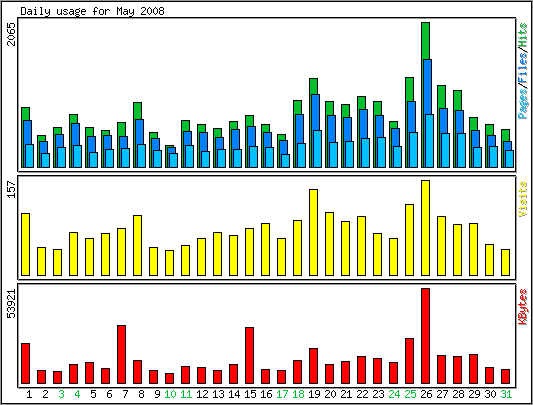 Daily usage for May 2008
2065
Pages/Files/Hits
157
Visits
53921
KBytes
1 2 3 4 5 6 7 8 9 10 11 12 13 14 15 16 17 18 19 20 21 22 23 24 25 26 27 28 29 30 31